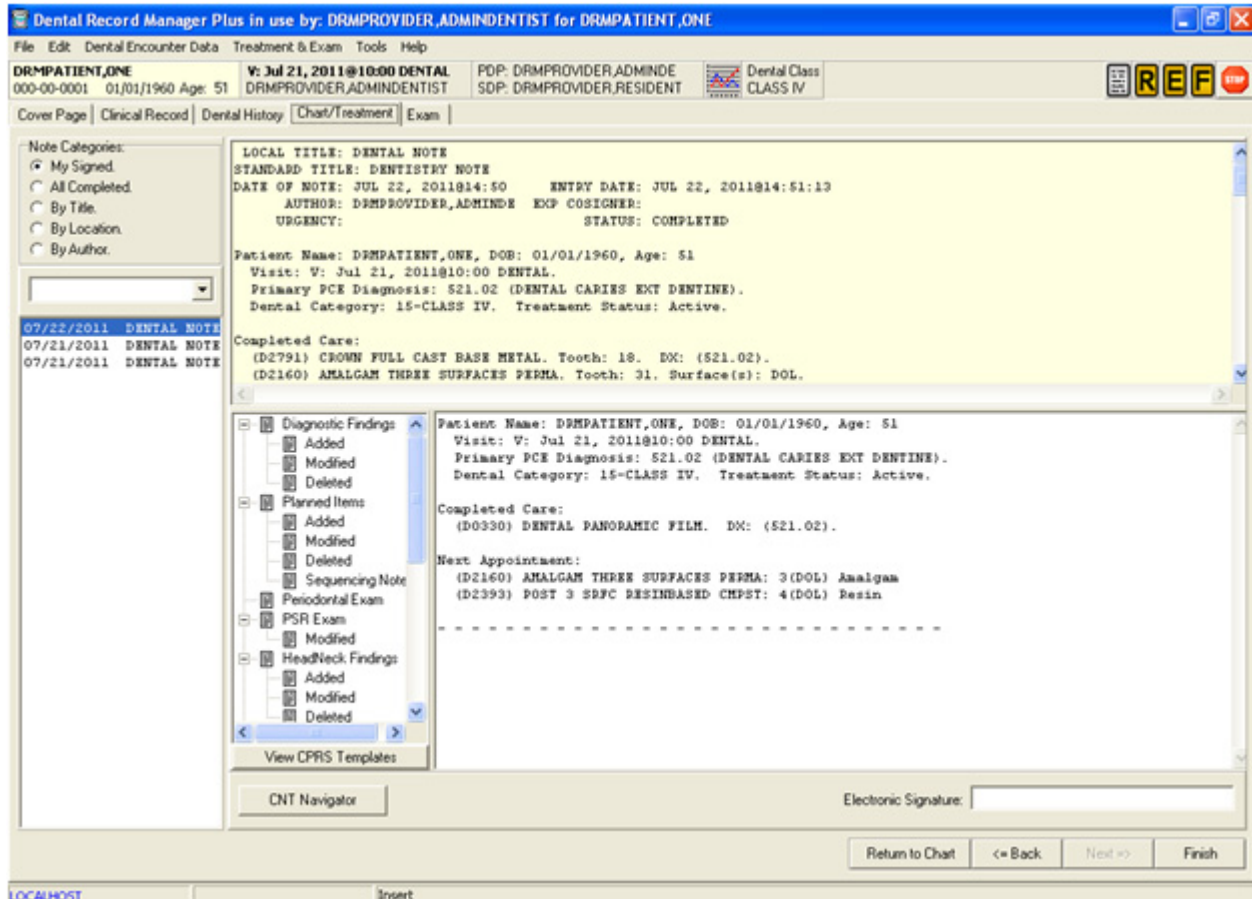 Dental Record Manager Plus in use by: DRMPROVIDER,ADMINDENTIST for DRMPATIENT,ONE
File Edit Dental Encounter Data Treatment & Exam Tools Help
DRMPATIENT,ONE
000-00-0001 01/01/1960 Age: 51
V: Jul 21, 2011@10:00 DENTAL
DRMPROVIDER,ADMINDENTIST
PDP: DRMPROVIDER,ADMINDE
SDP: DRMPROVIDER,RESIDENT
Dental Class
CLASS IV
R E F STOP
Cover Page Clinical Record Dental History Chart/Treatment Exam
Note Categories:
My Signed.
All Completed.
By Title.
By Location.
By Author.
07/22/2011 DENTAL NOTE
07/21/2011 DENTAL NOTE
07/21/2011 DENTAL NOTE
LOCAL TITLE: DENTAL NOTE
STANDARD TITLE: DENTISTRY NOTE
DATE OF NOTE: JUL 22, 2011@14:50 ENTRY DATE: JUL 22, 2011@14:51:13
AUTHOR: DRMPROVIDER,ADMINDE EXP COSIGNER:
URGENCY: STATUS: COMPLETED
Patient Name: DRMPATIENT,ONE, DOB: 01/01/1960, Age: 51
Visit: V: Jul 21, 2011@10:00 DENTAL.
Primary PCE Diagnosis: 521.02 (DENTAL CARIES EXT DENTINE).
Dental Category: 15-CLASS IV. Treatment Status: Active.
Completed Care:
(D2791) CROWN FULL CAST BASE METAL. Tooth: 18. DX: (521.02).
(D2160) AMALGAM THREE SURFACES PERMA. Tooth: 31. Surface(s): DOL.
Diagnostic Findings
Added
Modified
Deleted
Planned Items
Added
Modified
Deleted
Sequencing Note
Periodontal Exam
PSR Exam
Modified
HeadNeck Findings
Added
Modified
Deleted
View CPRS Templates
Patient Name: DRMPATIENT,ONE, DOB: 01/01/1960, Age: 51
Visit: V: Jul 21, 2011@10:00 DENTAL.
Primary PCE Diagnosis: 521.02 (DENTAL CARIES EXT DENTINE).
Dental Category: 15-CLASS IV. Treatment Status: Active.
Completed Care:
(D0330) DENTAL PANORAMIC FILM. DX: (521.02).
Next Appointment:
(D2160) AMALGAM THREE SURFACES PERMA: 3(DOL) Amalgam
(D2393) POST 3 SRFC RESINBASED CMPST: 4(DOL) Resin
- - - - - - - - - - - - - - - - - - - - - - - - - - - - - -
CNT Navigator
Electronic Signature:
Return to Chart <= Back Next => Finish
LOCALHOST Insert